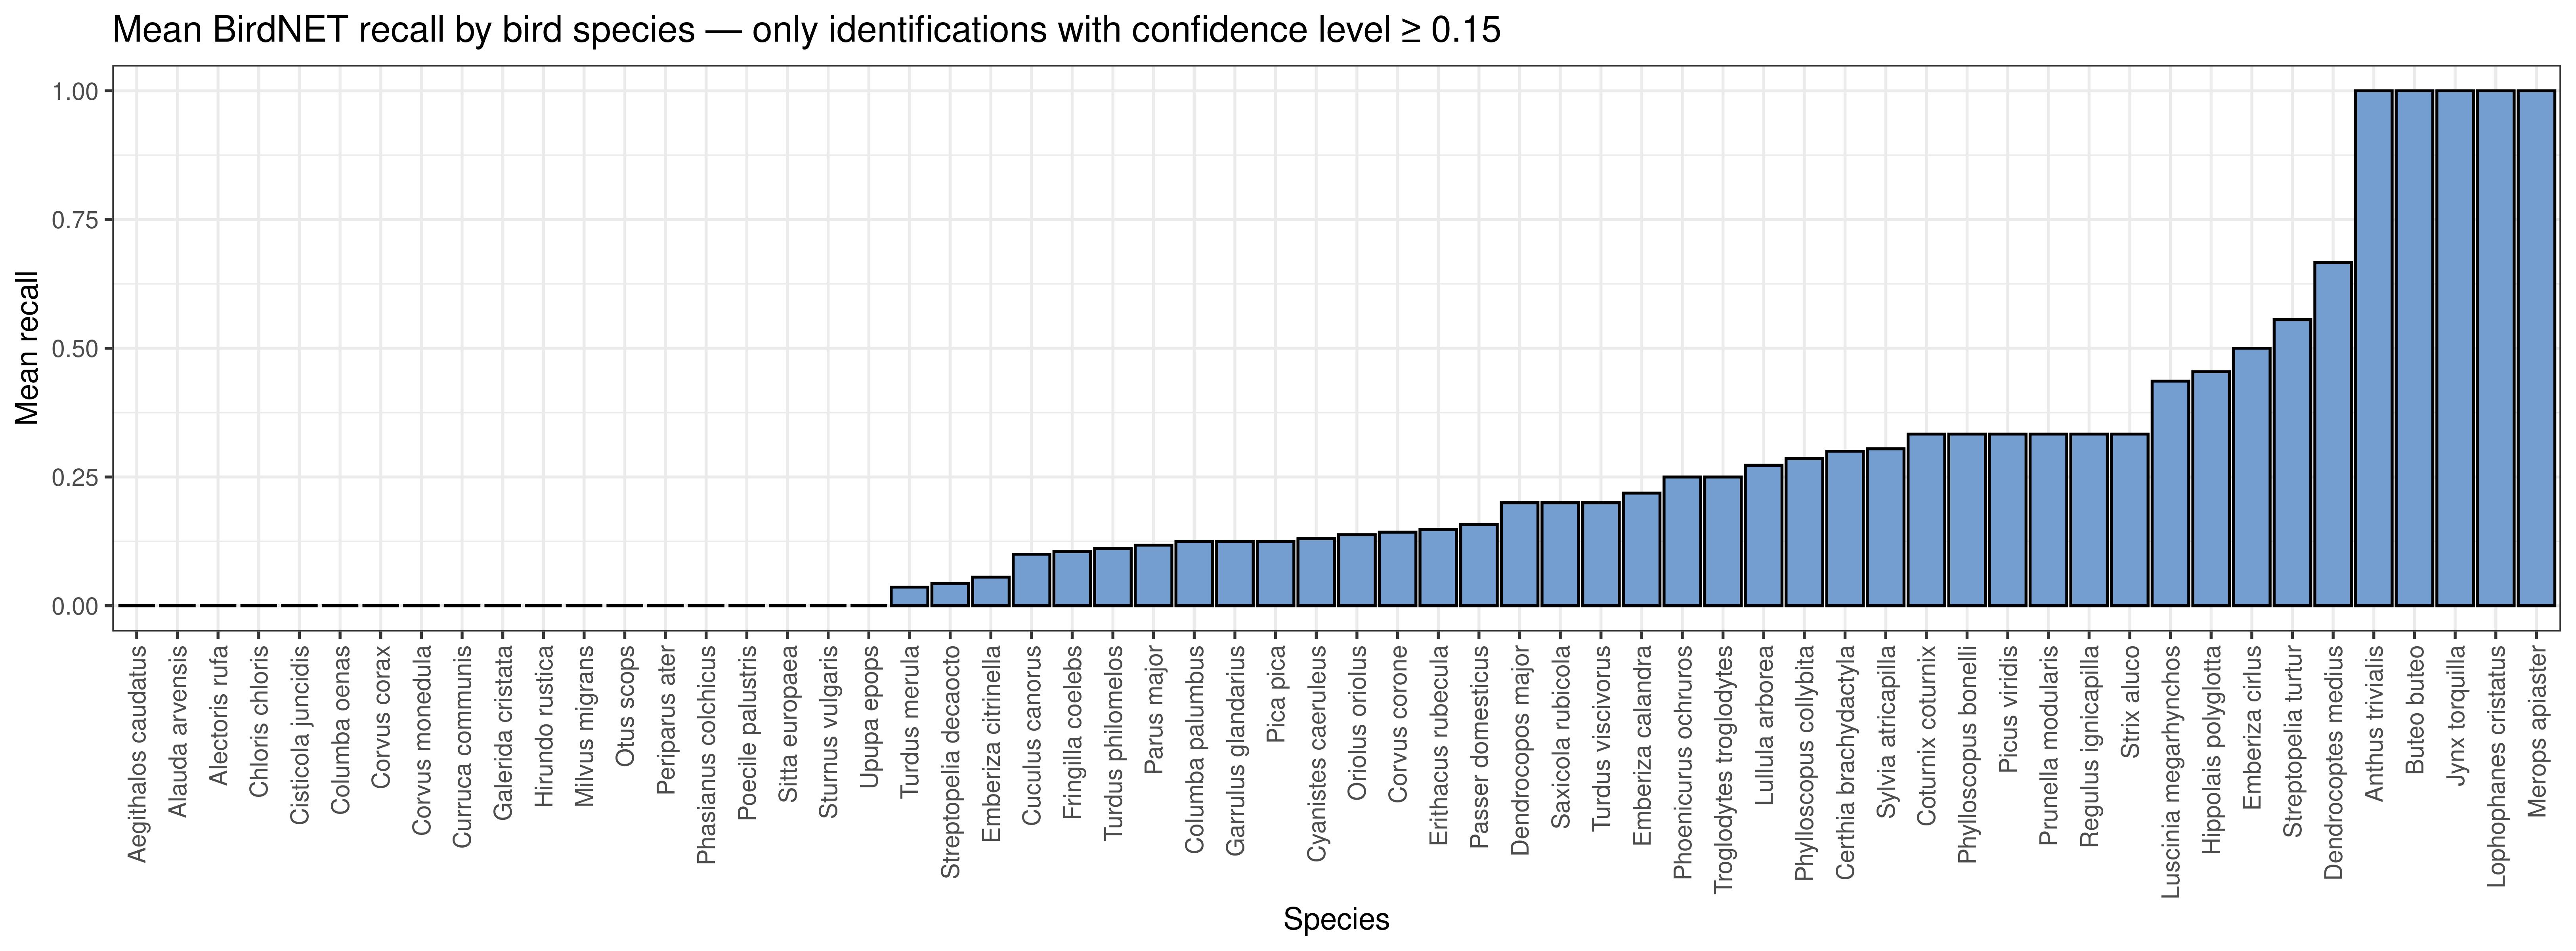 Mean BirdNET recall by bird species — only identifications with confidence level ≥ 0.15
Mean recall
1.00
0.75
0.50
0.25
0.00
Aegithalos caudatus
Alauda arvensis
Alectoris rufa
Chloris chloris
Cisticola juncidis
Columba oenas
Corvus corax
Corvus monedula
Curruca communis
Galerida cristata
Hirundo rustica
Milvus migrans
Otus scops
Periparus ater
Phasianus colchicus
Poecile palustris
Sitta europaea
Sturnus vulgaris
Upupa epops
Turdus merula
Streptopelia decaocto
Emberiza citrinella
Cuculus canorus
Fringilla coelebs
Turdus philomelos
Parus major
Columba palumbus
Garrulus glandarius
Pica pica
Cyanistes caeruleus
Oriolus oriolus
Corvus corone
Erithacus rubecula
Passer domesticus
Dendrocopos major
Saxicola rubicola
Turdus viscivorus
Emberiza calandra
Phoenicurus ochruros
Troglodytes troglodytes
Lullula arborea
Phylloscopus collybita
Certhia brachydactyla
Sylvia atricapilla
Coturnix coturnix
Phylloscopus bonelli
Picus viridis
Prunella modularis
Regulus ignicapilla
Strix aluco
Luscinia megarhynchos
Hippolais polyglotta
Emberiza cirlus
Streptopelia turtur
Dendrocoptes medius
Anthus trivialis
Buteo buteo
Jynx torquilla
Lophophanes cristatus
Merops apiaster
Species